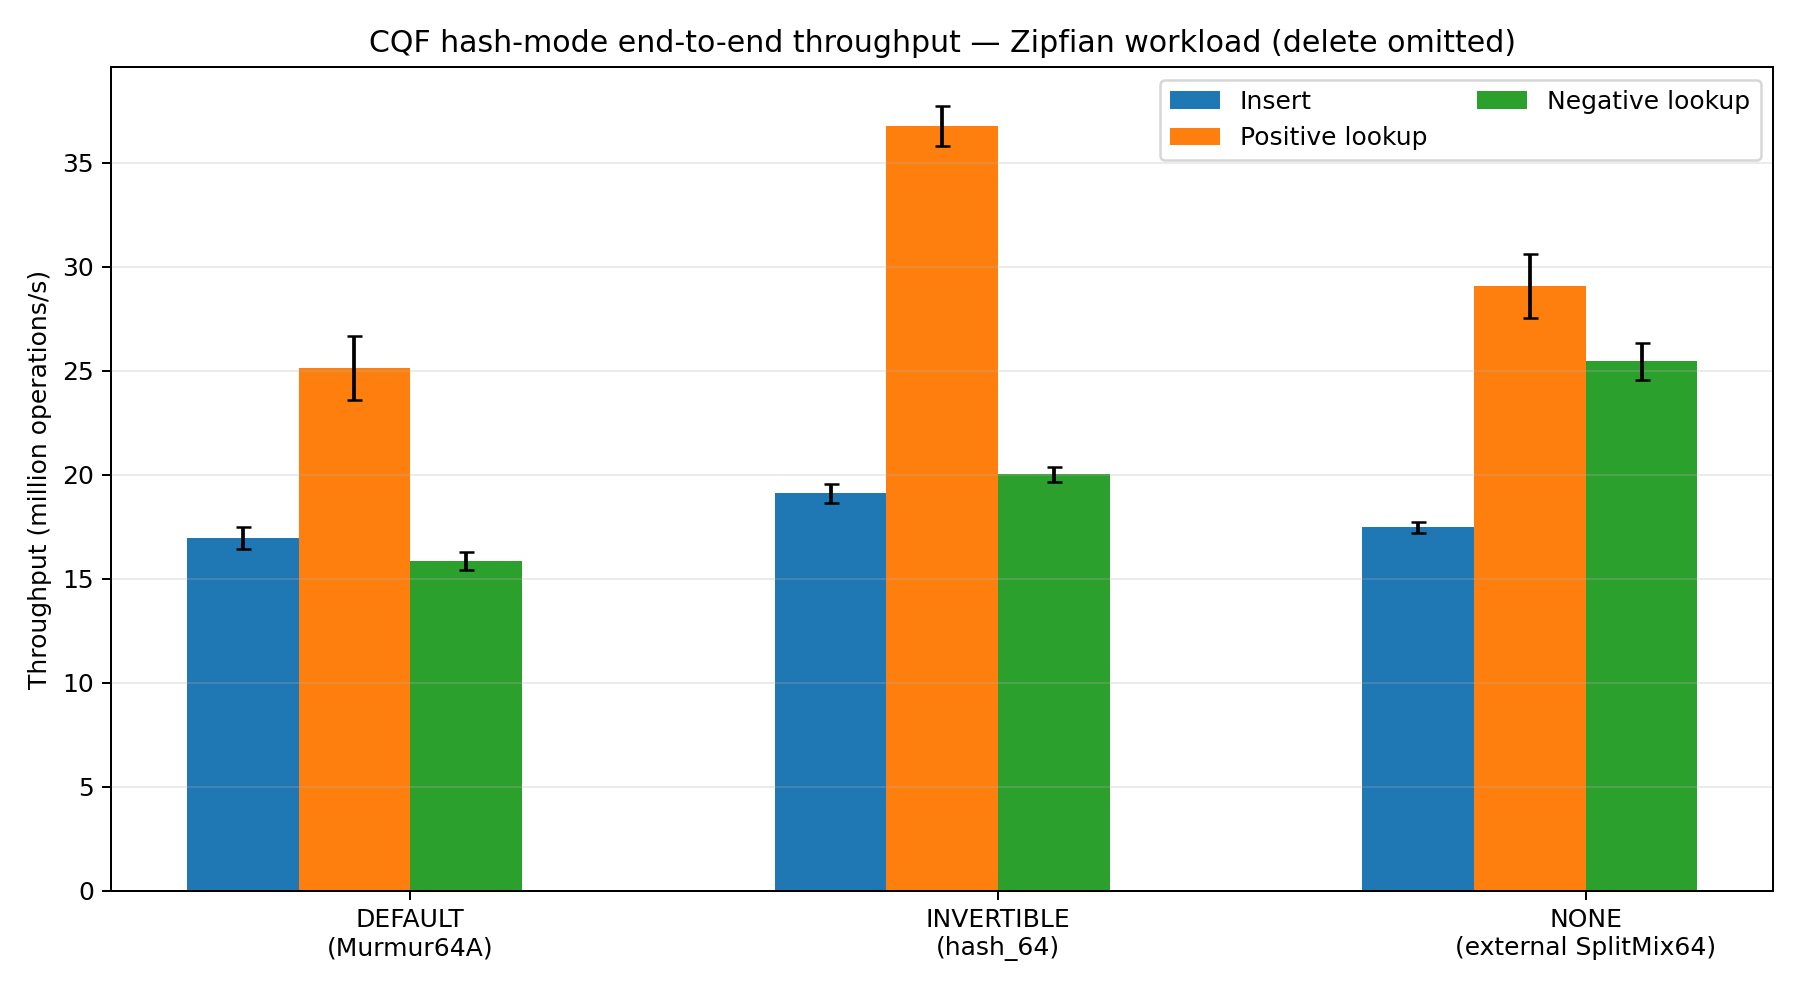 CQF hash-mode end-to-end throughput — Zipfian workload (delete omitted)
Insert
Positive lookup
Negative lookup
Throughput (million operations/s)
35
30
25
20
15
10
5
0
DEFAULT
(Murmur64A)
INVERTIBLE
(hash_64)
NONE
(external SplitMix64)